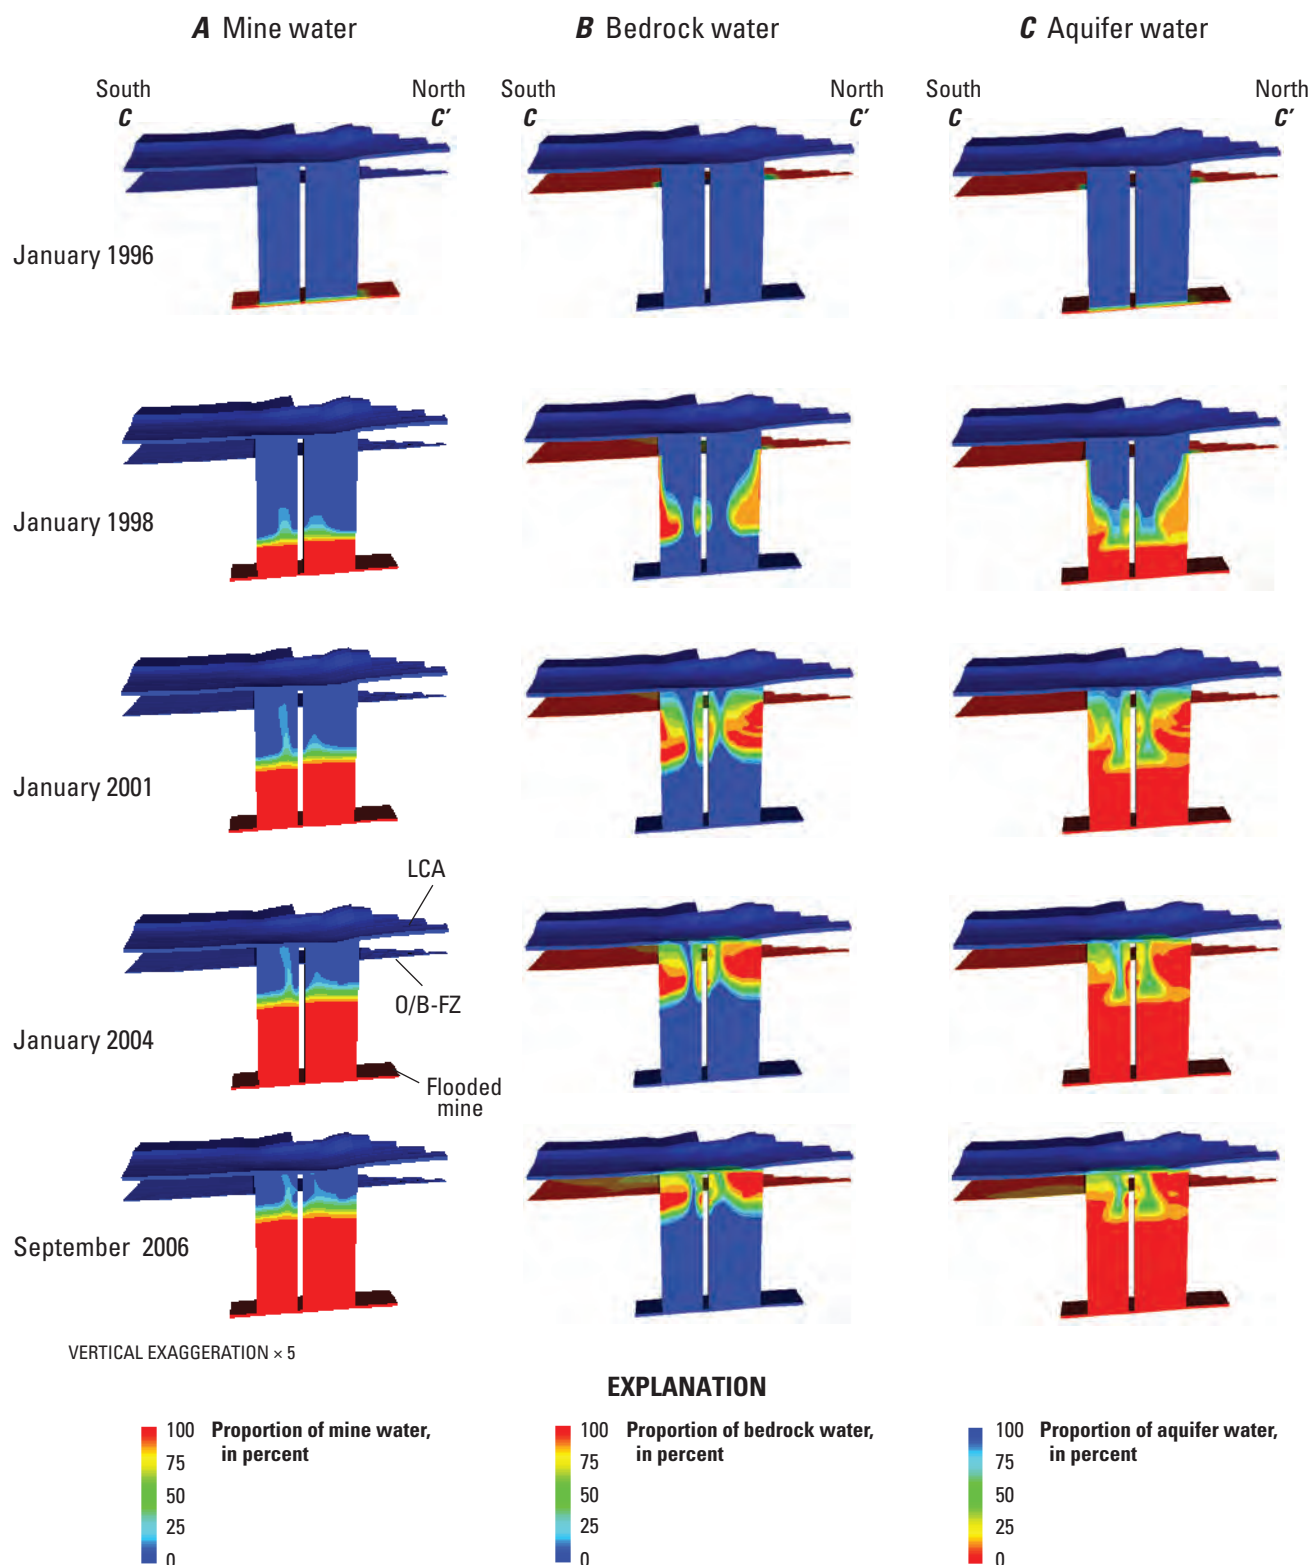 A Mine water
B Bedrock water
C Aquifer water
South
C
North
C′
South
C
North
C′
South
C
North
C′
January 1996
January 1998
January 2001
LCA
O/B-FZ
January 2004
Flooded
mine
September 2006
VERTICAL EXAGGERATION × 5
EXPLANATION
100
75
50
25
0
Proportion of mine water,
in percent
100
75
50
25
0
Proportion of bedrock water,
in percent
100
75
50
25
0
Proportion of aquifer water,
in percent